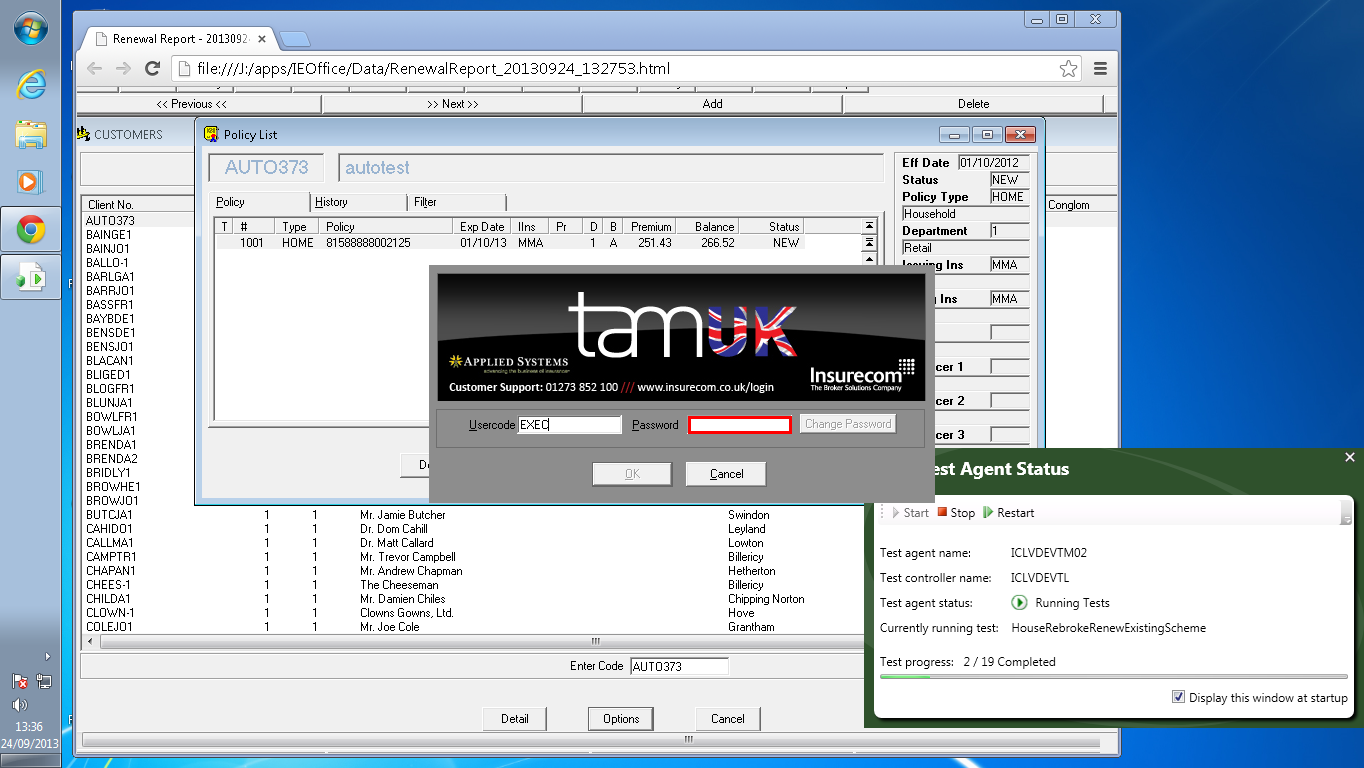 Renewal Report - 20130924
file:///J:/apps/IEOffice/Data/RenewalReport_20130924_132753.html
<< Previous << >> Next >> Add Delete
CUSTOMERS
Policy List
AUTO373 autotest
Policy History Filter
T # Type Policy Exp Date IIns Pr D B Premium Balance Status
1001 HOME 81588888002125 01/10/13 MMA 1 A 251.43 266.52 NEW
Eff Date 01/10/2012
Status NEW
Policy Type HOME
Household
Department 1
Retail
Issuing Ins MMA
Ins MMA
cer 1
cer 2
cer 3
Conglom
Client No.
AUTO373
BAINGE1
BAINJO1
BALLO-1
BARLGA1
BARRJO1
BASSFR1
BAYBDE1
BENSDE1
BENSJO1
BLACAN1
BLIGED1
BLOGFR1
BLUNJA1
BOWLFR1
BOWLJA1
BRENDA1
BRENDA2
BRIDLY1
BROWHE1
BROWJO1
BUTCJA1 1 1 Mr. Jamie Butcher Swindon
CAHIDO1 1 1 Dr. Dom Cahill Leyland
CALLMA1 1 1 Dr. Matt Callard Lowton
CAMPTR1 1 1 Mr. Trevor Campbell Billericy
CHAPAN1 1 1 Mr. Andrew Chapman Hetherton
CHEES-1 1 1 The Cheeseman Billericy
CHILDA1 1 1 Mr. Damien Chiles Chipping Norton
CLOWN-1 1 1 Clowns Gowns, Ltd. Hove
COLEJO1 1 1 Mr. Joe Cole Grantham
De
tamUK
APPLIED SYSTEMS
advancing the business of insurance
Insurecom
The Broker Solutions Company
Customer Support: 01273 852 100 /// www.insurecom.co.uk/login
Usercode EXEC Password Change Password
OK Cancel
Enter Code AUTO373
Detail Options Cancel
est Agent Status
Start Stop Restart
Test agent name: ICLVDEVTM02
Test controller name: ICLVDEVTL
Test agent status: Running Tests
Currently running test: HouseRebrokeRenewExistingScheme
Test progress: 2 / 19 Completed
Display this window at startup
13:36
24/09/2013